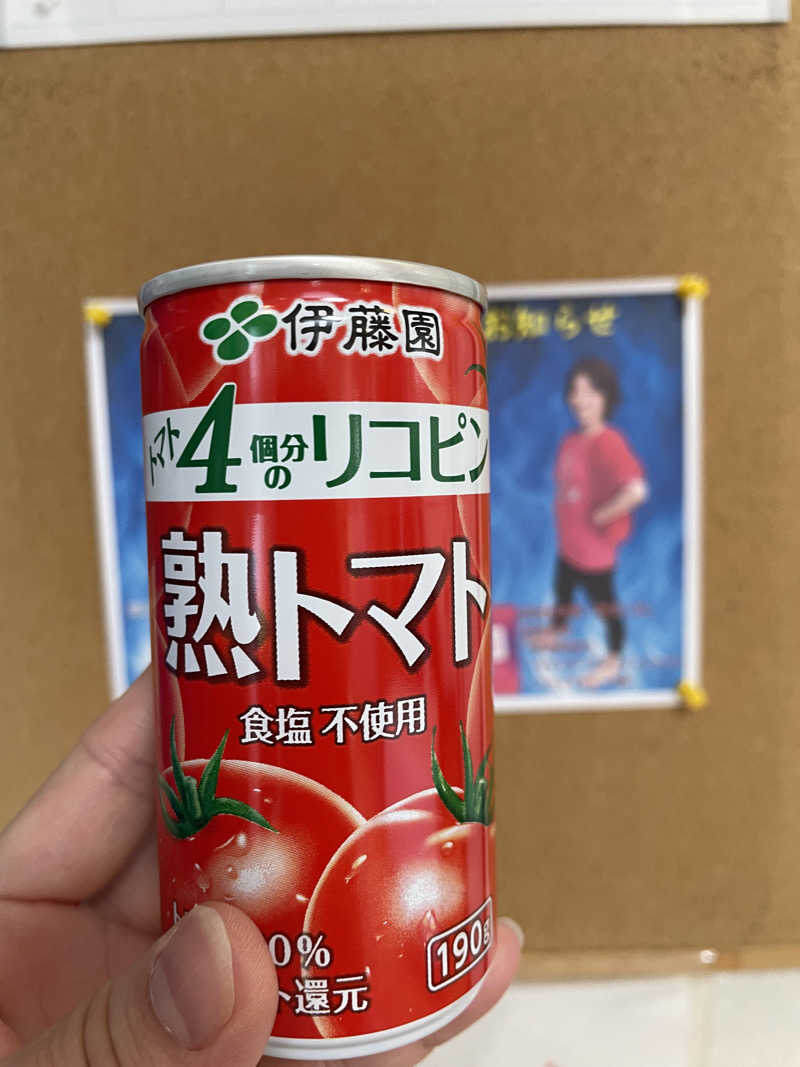 伊藤園
トマト4個分のリコピン
熟トマト
食塩 不使用
0%
ト還元
190g
お知らせ